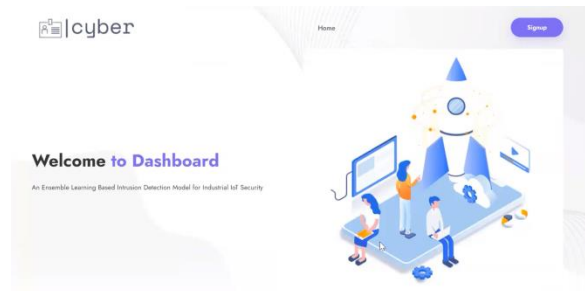 cyber
Home
Signup
Welcome to Dashboard
An Ensemble Learning Based Intrusion Detection Model for Industrial IoT Security